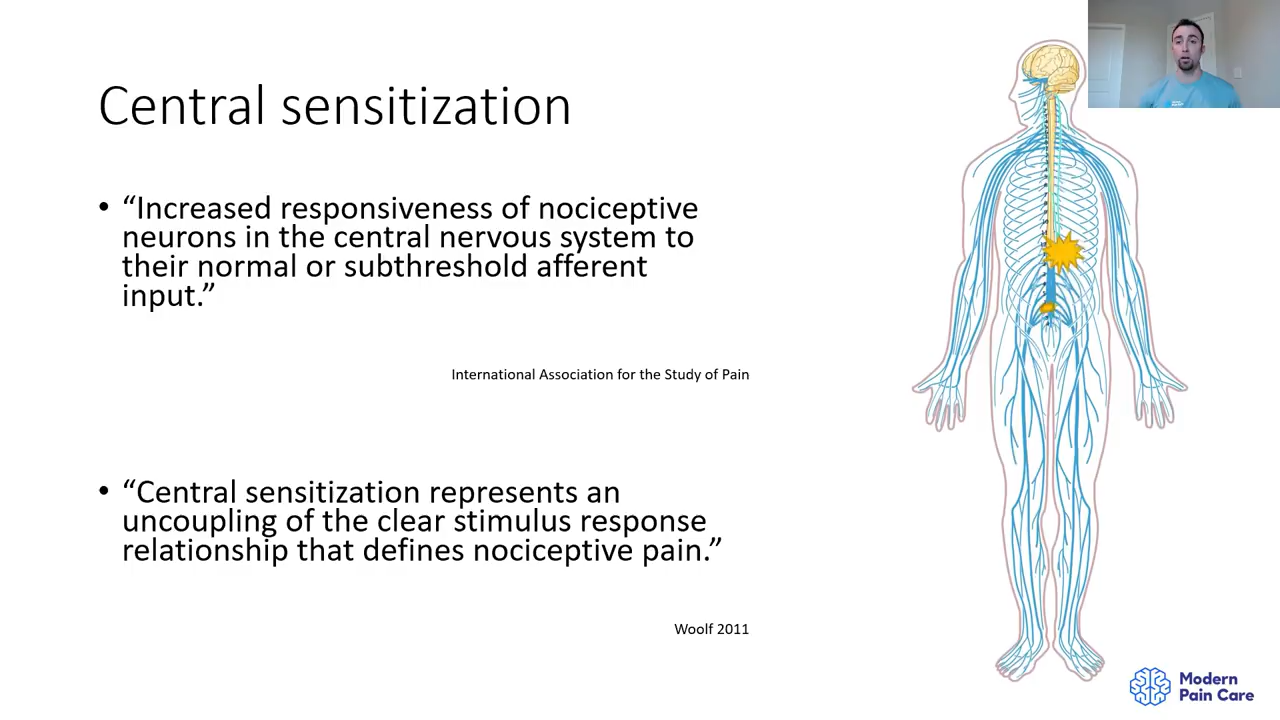 Central sensitization
• “Increased responsiveness of nociceptive
neurons in the central nervous system to
their normal or subthreshold afferent
input.”
International Association for the Study of Pain
• “Central sensitization represents an
uncoupling of the clear stimulus response
relationship that defines nociceptive pain.”
Woolf 2011
Modern
Pain Care